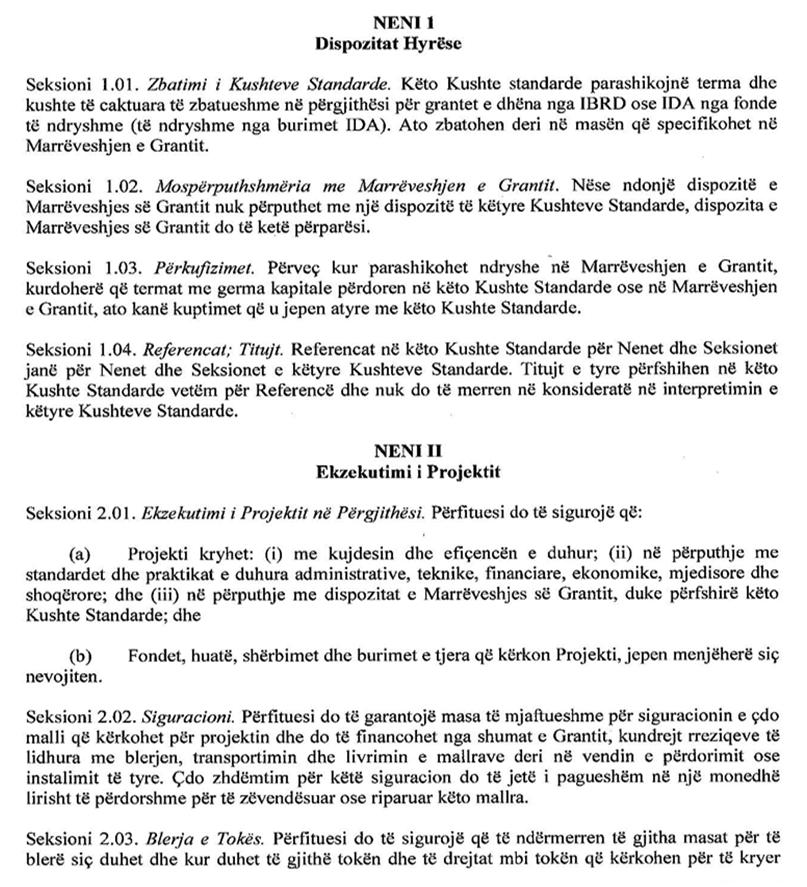 NENI 1
Dispozitat Hyrëse
Seksioni 1.01. Zbatimi i Kushteve Standarde. Këto Kushte standarde parashikojnë terma dhe
kushte të caktuara të zbatueshme në përgjithësi për grantet e dhëna nga IBRD ose IDA nga fonde
të ndryshme (të ndryshme nga burimet IDA). Ato zbatohen deri në masën që specifikohet në
Marrëveshjen e Grantit.
Seksioni 1.02. Mospërputhshmëria me Marrëveshjen e Grantit. Nëse ndonjë dispozitë e
Marrëveshjes së Grantit nuk përputhet me një dispozitë të këtyre Kushteve Standarde, dispozita e
Marrëveshjes së Grantit do të ketë përparësi.
Seksioni 1.03. Përkufizimet. Përveç kur parashikohet ndryshe në Marrëveshjen e Grantit,
kurdoherë që termat me germa kapitale përdoren në këto Kushte Standarde ose në Marrëveshjen
e Grantit, ato kanë kuptimet që u jepen atyre me këto Kushte Standarde.
Seksioni 1.04. Referencat; Titujt. Referencat në këto Kushte Standarde për Nenet dhe Seksionet
janë për Nenet dhe Seksionet e këtyre Kushteve Standarde. Titujt e tyre përfshihen në këto
Kushte Standarde vetëm për Referencë dhe nuk do të merren në konsideratë në interpretimin e
këtyre Kushteve Standarde.
NENI II
Ekzekutimi i Projektit
Seksioni 2.01. Ekzekutimi i Projektit në Përgjithësi. Përfituesi do të sigurojë që:
(a) Projekti kryhet: (i) me kujdesin dhe efiçencën e duhur; (ii) në përputhje me
standardet dhe praktikat e duhura administrative, teknike, financiare, ekonomike, mjedisore dhe
shoqërore; dhe (iii) në përputhje me dispozitat e Marrëveshjes së Grantit, duke përfshirë këto
Kushte Standarde; dhe
(b) Fondet, huatë, shërbimet dhe burimet e tjera që kërkon Projekti, jepen menjëherë siç
nevojiten.
Seksioni 2.02. Siguracioni. Përfituesi do të garantojë masa të mjaftueshme për siguracionin e çdo
malli që kërkohet për projektin dhe do të financohet nga shumat e Grantit, kundrejt rreziqeve të
lidhura me blerjen, transportimin dhe livrimin e mallrave deri në vendin e përdorimit ose
instalimit të tyre. Çdo zhdëmtim për këtë siguracion do të jetë i pagueshëm në një monedhë
lirisht të përdorshme për të zëvendësuar ose riparuar këto mallra.
Seksioni 2.03. Blerja e Tokës. Përfituesi do të sigurojë që të ndërmerren të gjitha masat për të
blerë siç duhet dhe kur duhet të gjithë tokën dhe të drejtat mbi tokën që kërkohen për të kryer